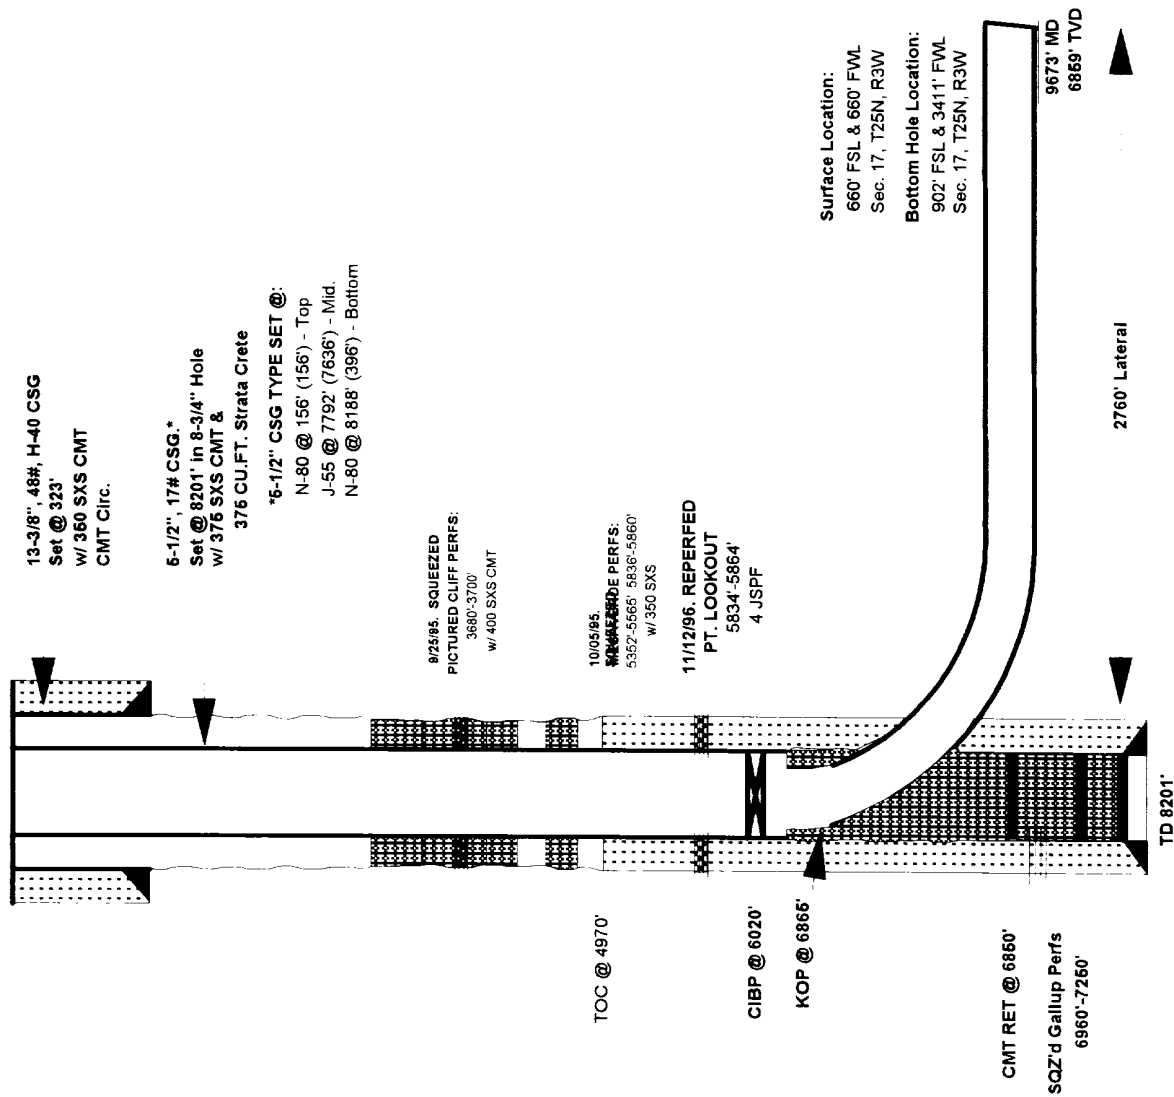 13-3/8", 48#, H-40 CSG
Set @ 323'
w/ 350 SXS CMT
CMT Circ.
5-1/2", 17# CSG.*
Set @ 8201' in 8-3/4" Hole
w/ 375 SXS CMT &
375 CU.FT. Strata Crete
*5-1/2" CSG TYPE SET @:
N-80 @ 156' (156') - Top
J-55 @ 7792' (7636') - Mid.
N-80 @ 8188' (396') - Bottom
9/25/95. SQUEEZED
PICTURED CLIFF PERFS:
3680'-3700'
w/ 400 SXS CMT
10/05/95.
PERFS:
5352'-5565' 5836'-5860'
w/ 350 SXS
11/12/96. REPERFED
PT. LOOKOUT
5834'-5864'
4 JSPF
TOC @ 4970'
CIBP @ 6020'
KOP @
CMT RET @ 6850'
SQZ'd Gallup Perfs
6960'-7250'
TD 8201'
Surface Location:
660' FSL & 660' FWL
Sec. 17, T25N, R3W
Bottom Hole Location:
902' FSL & 3411' FWL
Sec. 17, T25N, R3W
9673' MD
6859' TVD
2760' Lateral